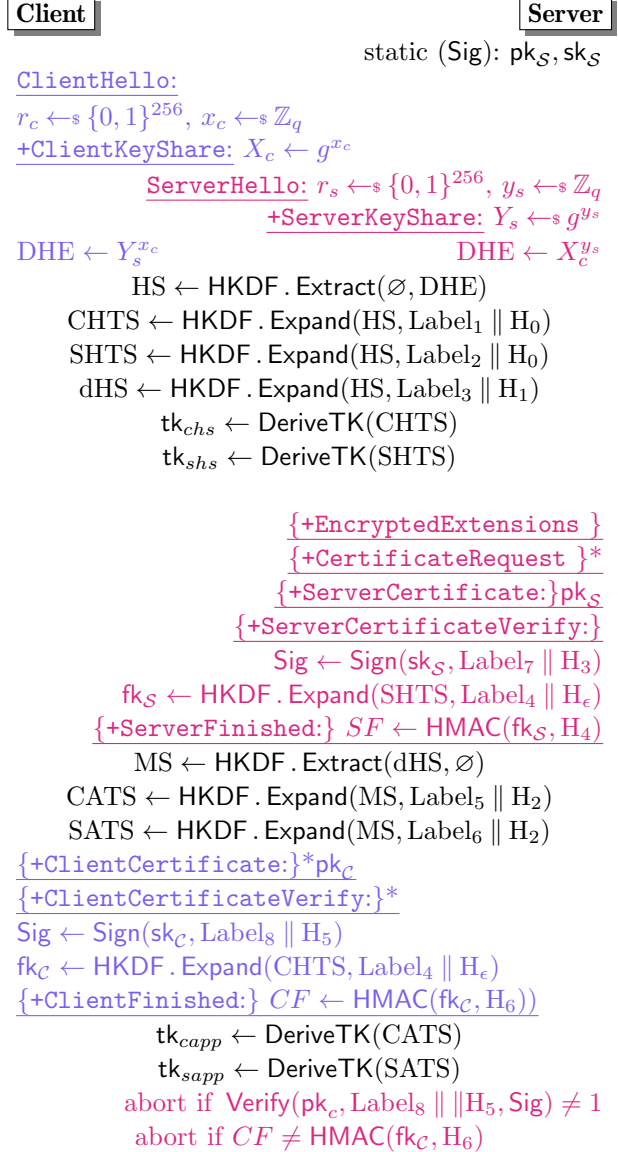 Client Server
static (Sig): pk_𝒮, sk_𝒮
ClientHello:
r_c ←$ {0, 1}^256, x_c ←$ ℤ_q
+ClientKeyShare: X_c ← g^{x_c}
ServerHello: r_s ←$ {0, 1}^256, y_s ←$ ℤ_q
+ServerKeyShare: Y_s ←$ g^{y_s}
DHE ← Y_s^{x_c} DHE ← X_c^{y_s}
HS ← HKDF . Extract(∅, DHE)
CHTS ← HKDF . Expand(HS, Label_1 ∥ H_0)
SHTS ← HKDF . Expand(HS, Label_2 ∥ H_0)
dHS ← HKDF . Expand(HS, Label_3 ∥ H_1)
tk_chs ← DeriveTK(CHTS)
tk_shs ← DeriveTK(SHTS)
{+EncryptedExtensions }
{+CertificateRequest }*
{+ServerCertificate:}pk_𝒮
{+ServerCertificateVerify:}
Sig ← Sign(sk_𝒮, Label_7 ∥ H_3)
fk_𝒮 ← HKDF . Expand(SHTS, Label_4 ∥ H_ϵ)
{+ServerFinished:} SF ← HMAC(fk_𝒮, H_4)
MS ← HKDF . Extract(dHS, ∅)
CATS ← HKDF . Expand(MS, Label_5 ∥ H_2)
SATS ← HKDF . Expand(MS, Label_6 ∥ H_2)
{+ClientCertificate:}*pk_𝒞
{+ClientCertificateVerify:}*
Sig ← Sign(sk_𝒞, Label_8 ∥ H_5)
fk_𝒞 ← HKDF . Expand(CHTS, Label_4 ∥ H_ϵ)
{+ClientFinished:} CF ← HMAC(fk_𝒞, H_6))
tk_capp ← DeriveTK(CATS)
tk_sapp ← DeriveTK(SATS)
abort if Verify(pk_c, Label_8 ∥ ∥H_5, Sig) ≠ 1
abort if CF ≠ HMAC(fk_𝒞, H_6)